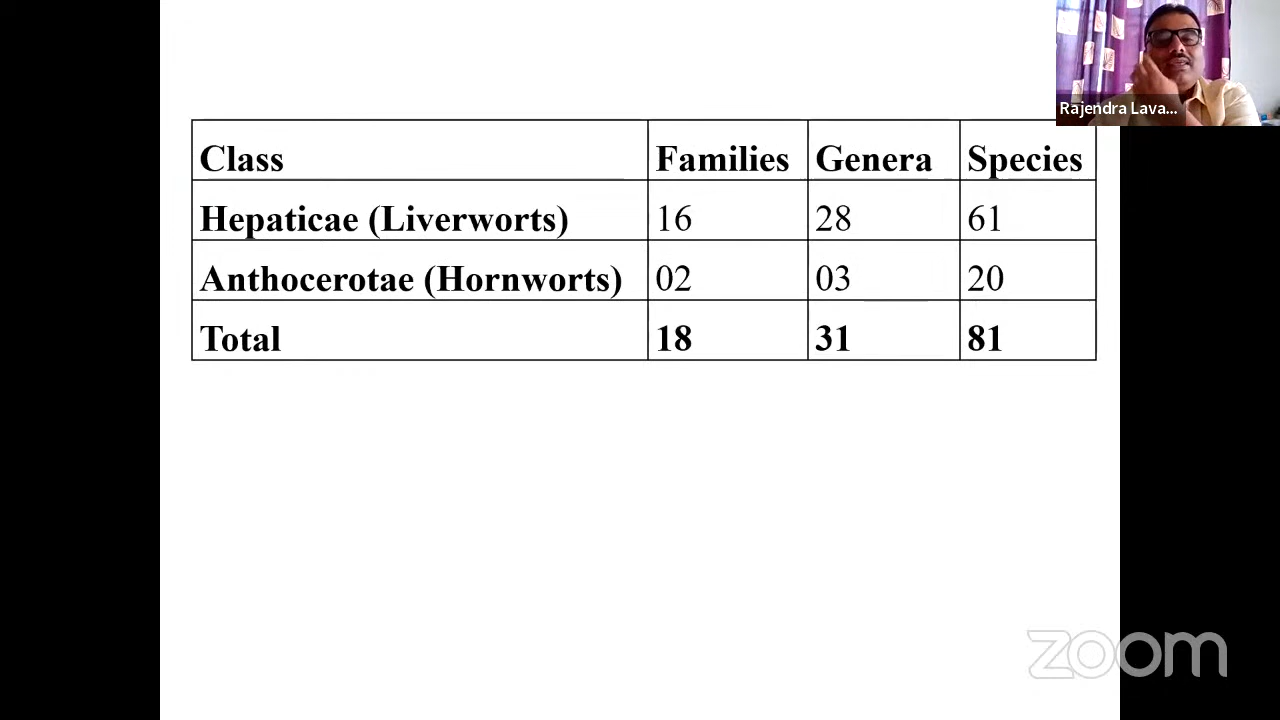 Rajendra Lava...
Class Families Genera Species
Hepaticae (Liverworts) 16 28 61
Anthocerotae (Hornworts) 02 03 20
Total 18 31 81
zoom